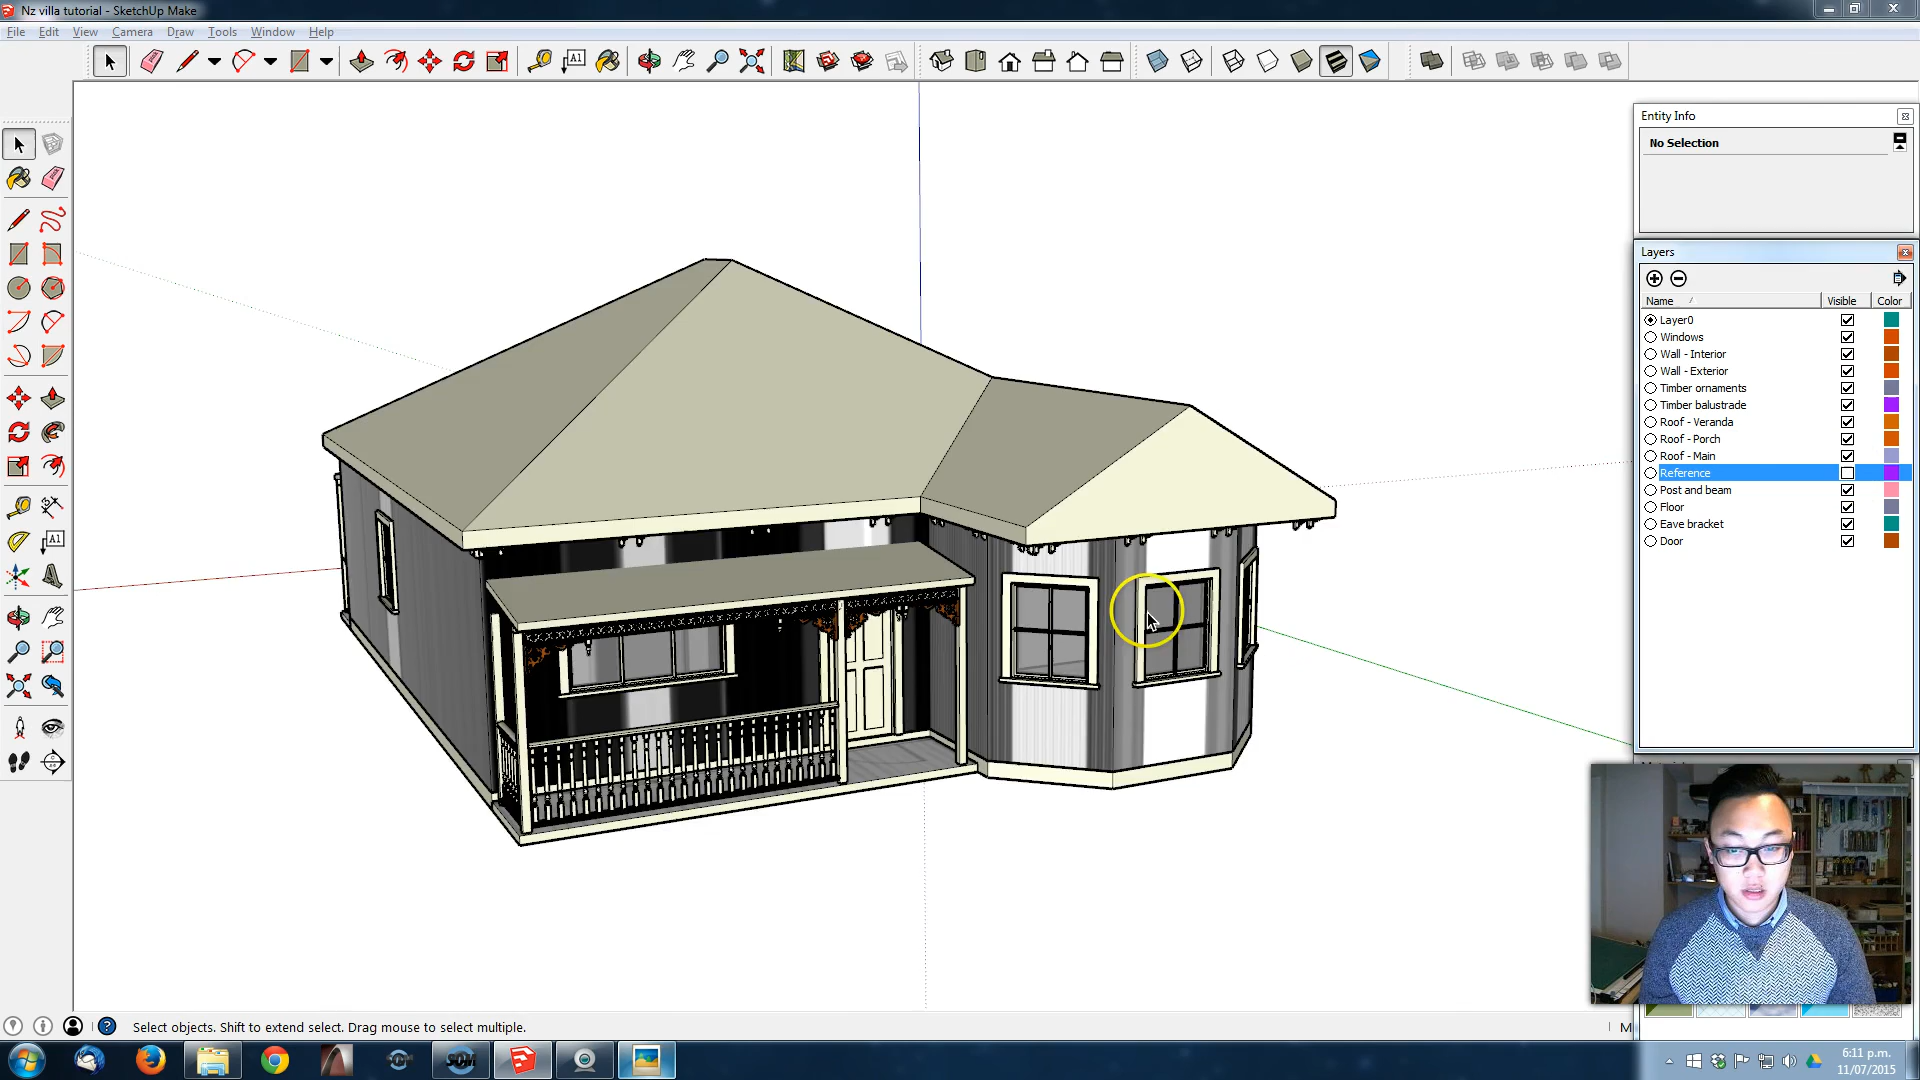 Nz villa tutorial - SketchUp Make
File Edit View Camera Draw Tools Window Help
A1
Entity Info
No Selection
Layers
Name Visible Color
Layer0
Windows
Wall - Interior
Wall - Exterior
Timber ornaments
Timber balustrade
Roof - Veranda
Roof - Porch
Roof - Main
Reference
Post and beam
Floor
Eave bracket
Door
A1
Select objects. Shift to extend select. Drag mouse to select multiple.
M
6:11 p.m.
11/07/2015